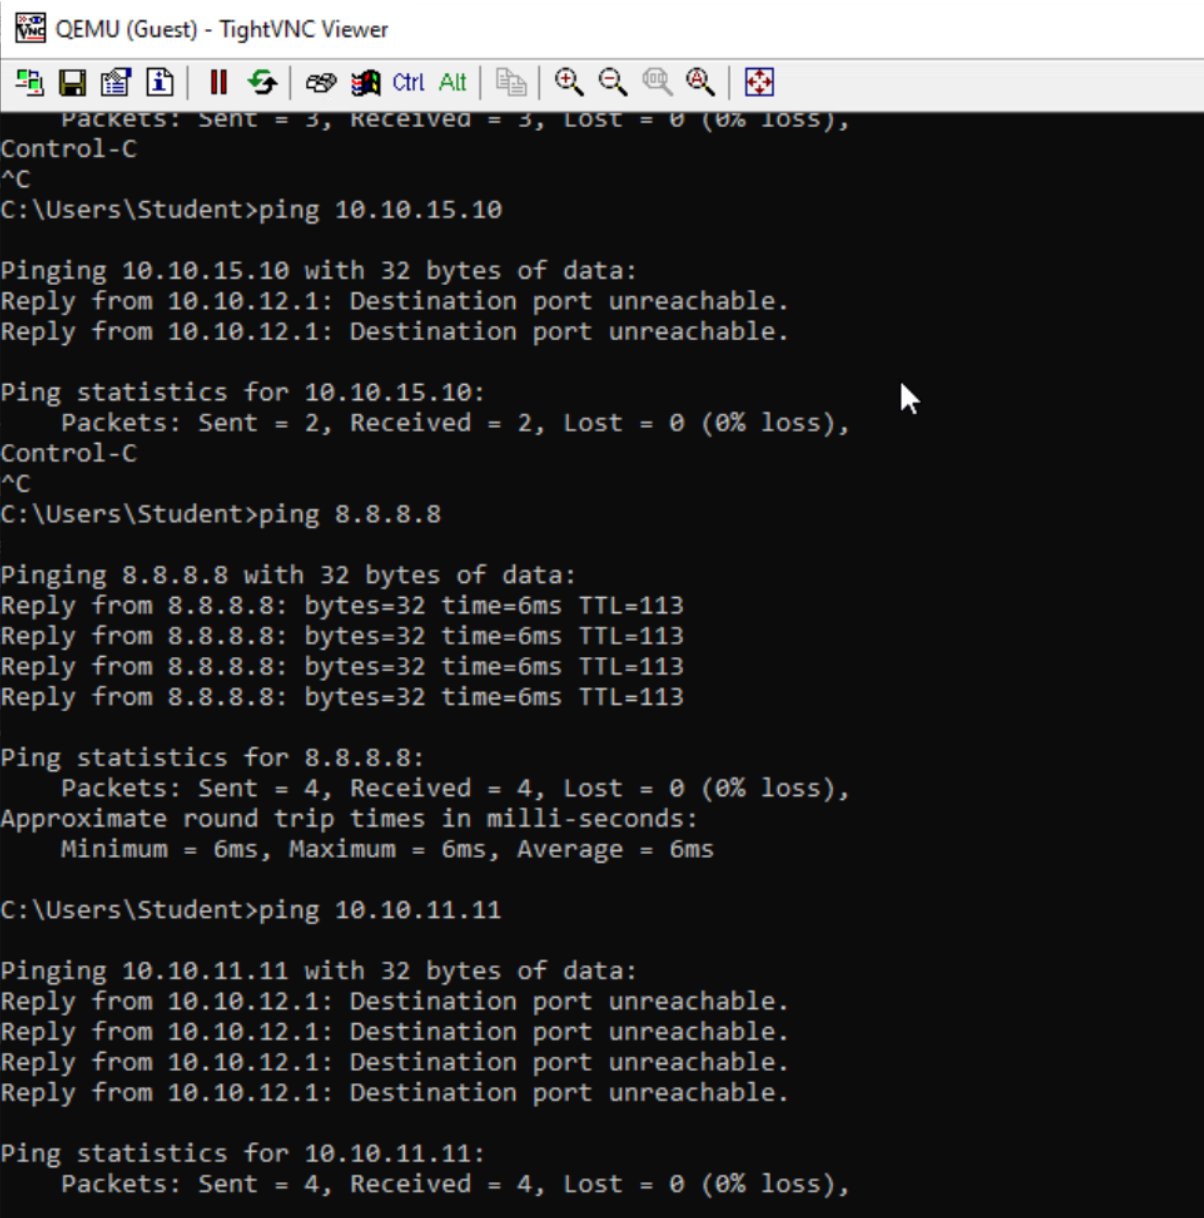 QEMU (Guest) - TightVNC Viewer
Ctrl Alt
Packets: Sent = 3, Received = 3, Lost = 0 (0% loss),
Control-C
^C
C:\Users\Student>ping 10.10.15.10
Pinging 10.10.15.10 with 32 bytes of data:
Reply from 10.10.12.1: Destination port unreachable.
Reply from 10.10.12.1: Destination port unreachable.
Ping statistics for 10.10.15.10:
Packets: Sent = 2, Received = 2, Lost = 0 (0% loss),
Control-C
^C
C:\Users\Student>ping 8.8.8.8
Pinging 8.8.8.8 with 32 bytes of data:
Reply from 8.8.8.8: bytes=32 time=6ms TTL=113
Reply from 8.8.8.8: bytes=32 time=6ms TTL=113
Reply from 8.8.8.8: bytes=32 time=6ms TTL=113
Reply from 8.8.8.8: bytes=32 time=6ms TTL=113
Ping statistics for 8.8.8.8:
Packets: Sent = 4, Received = 4, Lost = 0 (0% loss),
Approximate round trip times in milli-seconds:
Minimum = 6ms, Maximum = 6ms, Average = 6ms
C:\Users\Student>ping 10.10.11.11
Pinging 10.10.11.11 with 32 bytes of data:
Reply from 10.10.12.1: Destination port unreachable.
Reply from 10.10.12.1: Destination port unreachable.
Reply from 10.10.12.1: Destination port unreachable.
Reply from 10.10.12.1: Destination port unreachable.
Ping statistics for 10.10.11.11:
Packets: Sent = 4, Received = 4, Lost = 0 (0% loss),